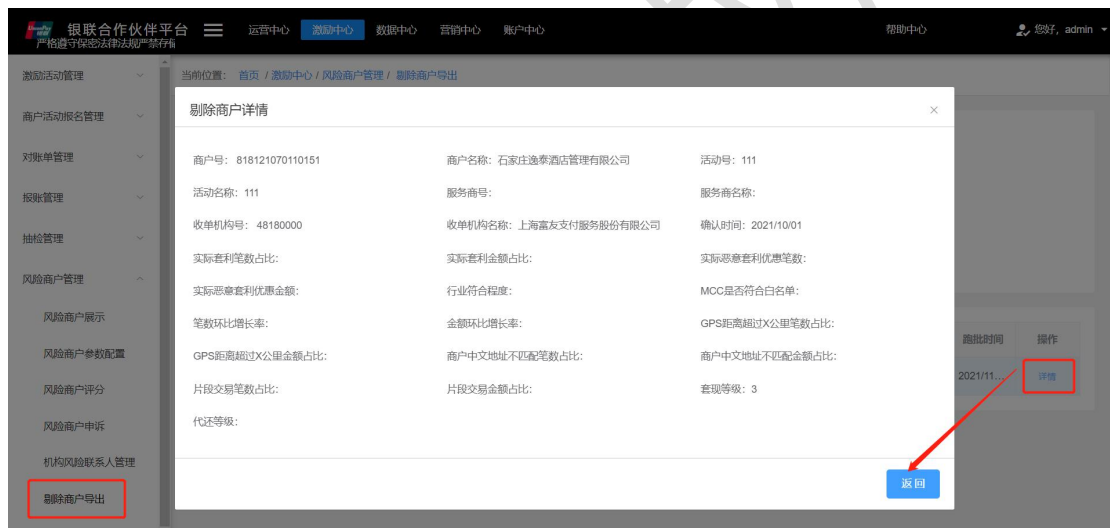 银联合作伙伴平台 运营中心 激励中心 数据中心 营销中心 账户中心 帮助中心 您好, admin
严格遵守保密法律法规严禁存储
激励活动管理 当前位置: 首页 / 激励中心 / 风险商户管理 / 剔除商户导出
剔除商户详情 ×
商户活动报名管理
对账单管理 商户号: 818121070110151 商户名称: 石家庄逸泰酒店管理有限公司 活动号: 111
报账管理 活动名称: 111 服务商号: 服务商名称:
抽检管理 收单机构号: 48180000 收单机构名称: 上海富友支付服务股份有限公司 确认时间: 2021/10/01
实际套利笔数占比: 实际套利金额占比: 实际恶意套利优惠笔数:
风险商户管理 实际恶意套利优惠金额: 行业符合程度: MCC是否符合白名单:
风险商户展示 笔数环比增长率: 金额环比增长率: GPS距离超过X公里笔数占比: 跑批时间 操作
风险商户参数配置 GPS距离超过X公里金额占比: 商户中文地址不匹配笔数占比: 商户中文地址不匹配金额占比: 2021/11... 详情
风险商户评分 片段交易笔数占比: 片段交易金额占比: 套现等级: 3
风险商户申诉 代还等级:
机构风险联系人管理
剔除商户导出 返回